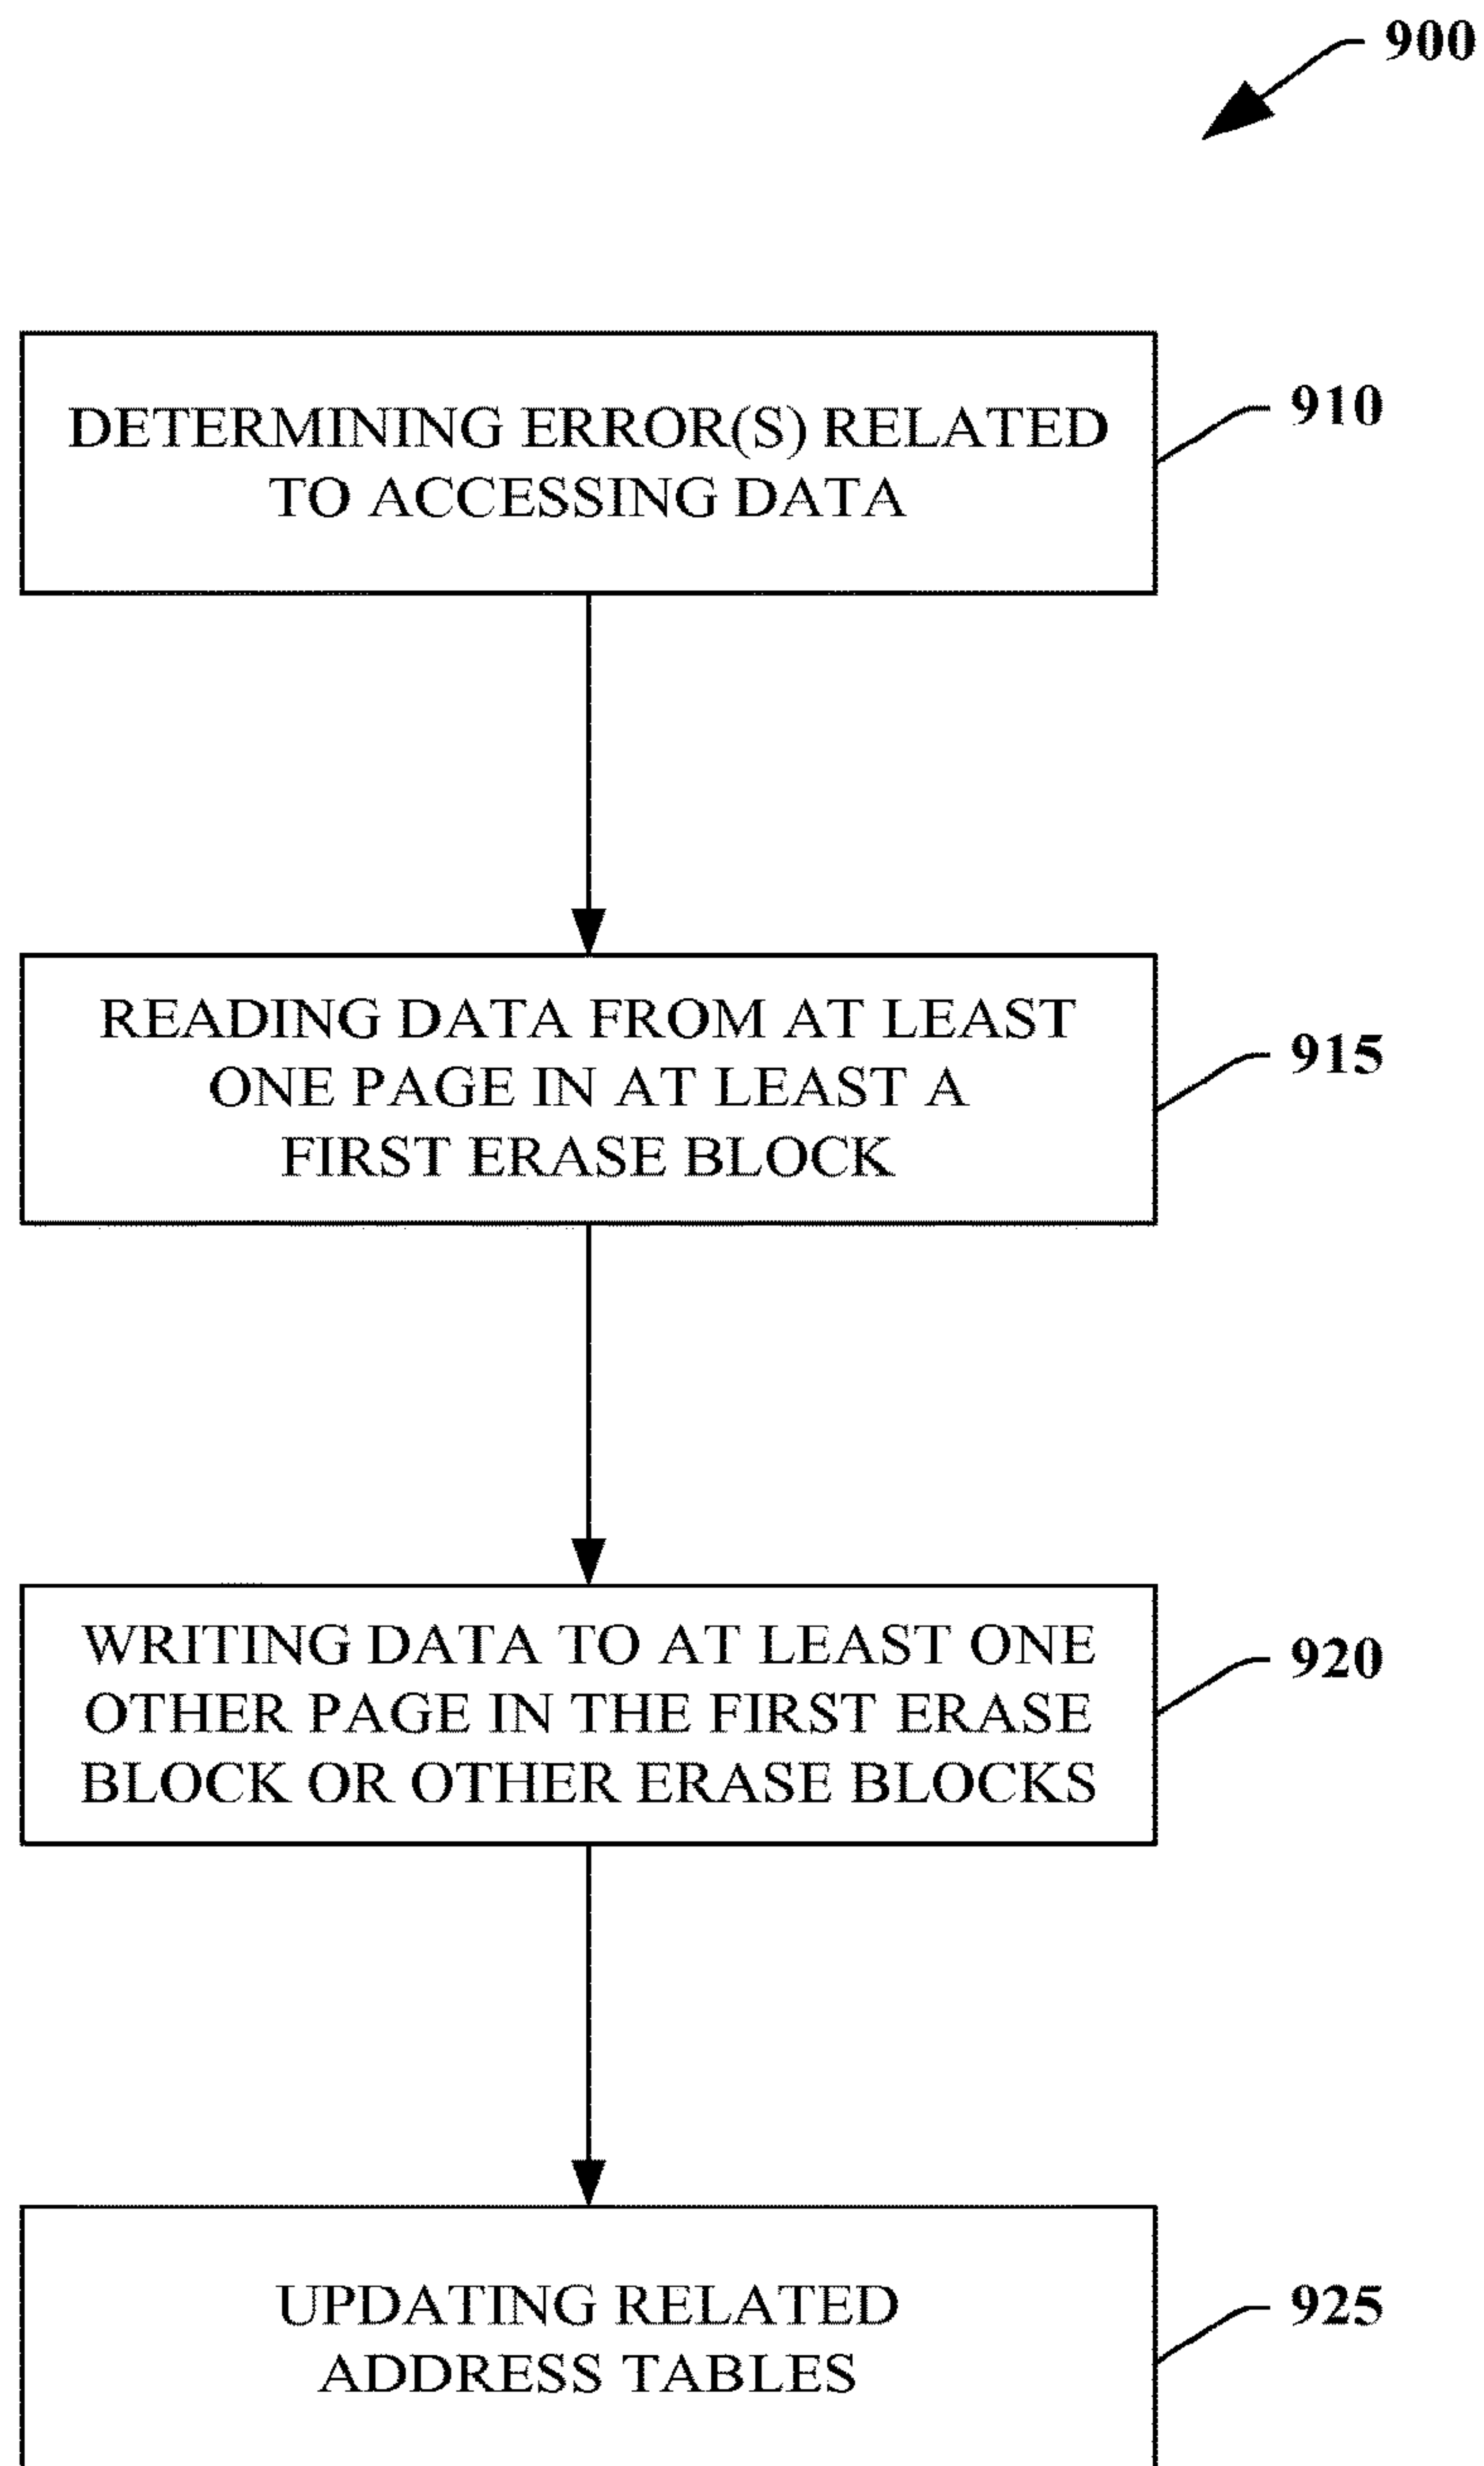 900
DETERMINING ERROR(S) RELATED
TO ACCESSING DATA
910
READING DATA FROM AT LEAST
ONE PAGE IN AT LEAST A
FIRST ERASE BLOCK
915
WRITING DATA TO AT LEAST ONE
OTHER PAGE IN THE FIRST ERASE
BLOCK OR OTHER ERASE BLOCKS
920
UPDATING RELATED
ADDRESS TABLES
925